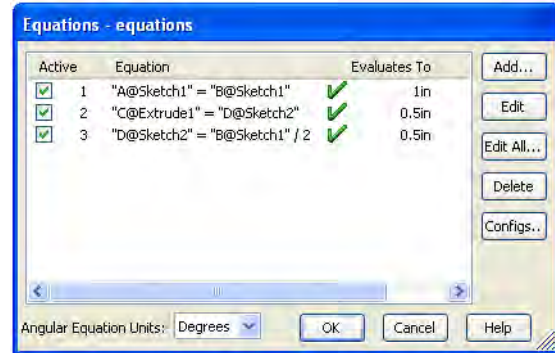 Equations - equations
Active Equation Evaluates To
1 "A@Sketch1" = "B@Sketch1" 1in
2 "C@Extrude1" = "D@Sketch2" 0.5in
3 "D@Sketch2" = "B@Sketch1" / 2 0.5in
Add...
Edit
Edit All...
Delete
Configs..
Angular Equation Units: Degrees OK Cancel Help